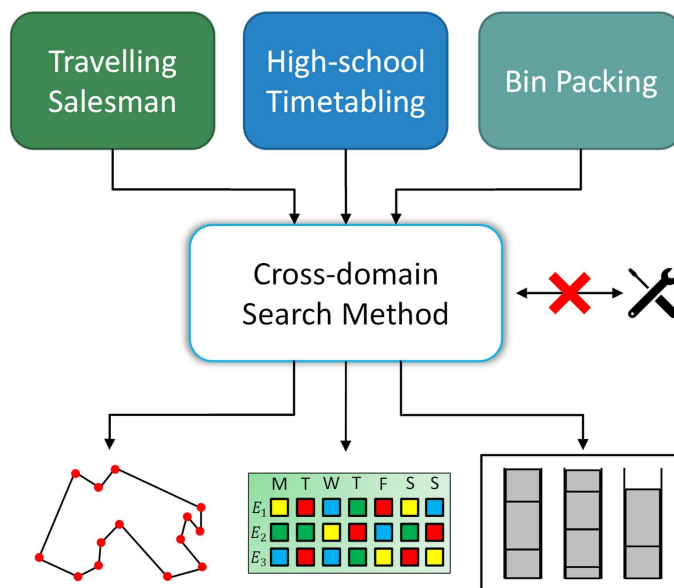 Travelling
Salesman
High-school
Timetabling
Bin Packing
Cross-domain
Search Method
M T W T F S S
E₁
E₂
E₃